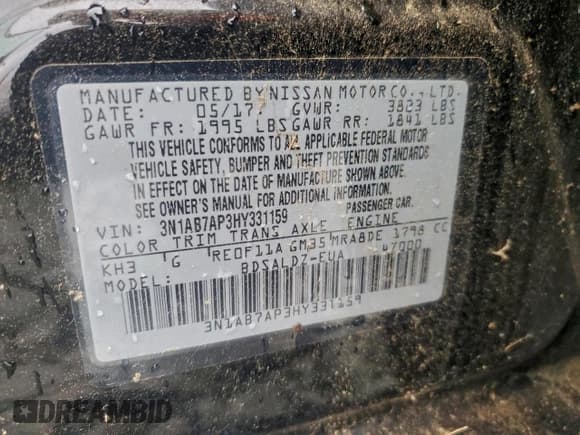 MANUFACTURED BY NISSAN MOTOR CO., LTD.
DATE: 05/17 GVWR: 3823 LBS
GAWR FR: 1995 LBS GAWR RR: 1841 LBS
THIS VEHICLE CONFORMS TO ALL APPLICABLE FEDERAL MOTOR
VEHICLE SAFETY, BUMPER AND THEFT PREVENTION STANDARDS
IN EFFECT ON THE DATE OF MANUFACTURE SHOWN ABOVE.
SEE OWNER'S MANUAL FOR ADDITIONAL INFORMATION.
VIN: 3N1AB7AP3HY331159 PASSENGER CAR.
COLOR TRIM TRANS AXLE ENGINE
KH3 G RE0F11A GM35 MRA8DE 1798 CC
MODEL: BDSALDZ-EUA 47000
3N1AB7AP3HY331159
DREAMBID